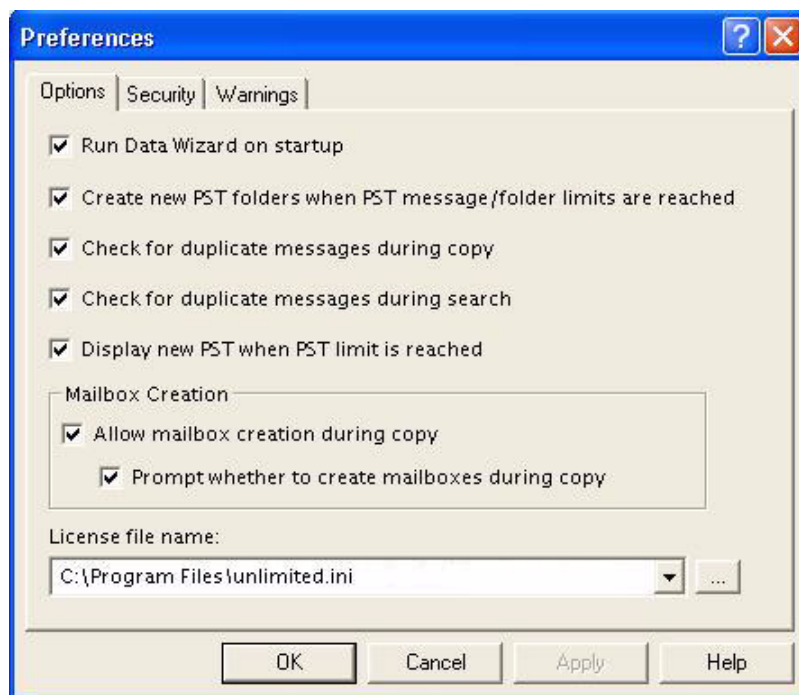 Preferences
Options Security Warnings
Run Data Wizard on startup
Create new PST folders when PST message/folder limits are reached
Check for duplicate messages during copy
Check for duplicate messages during search
Display new PST when PST limit is reached
Mailbox Creation
Allow mailbox creation during copy
Prompt whether to create mailboxes during copy
License file name:
C:\Program Files\unlimited.ini ...
OK Cancel Apply Help